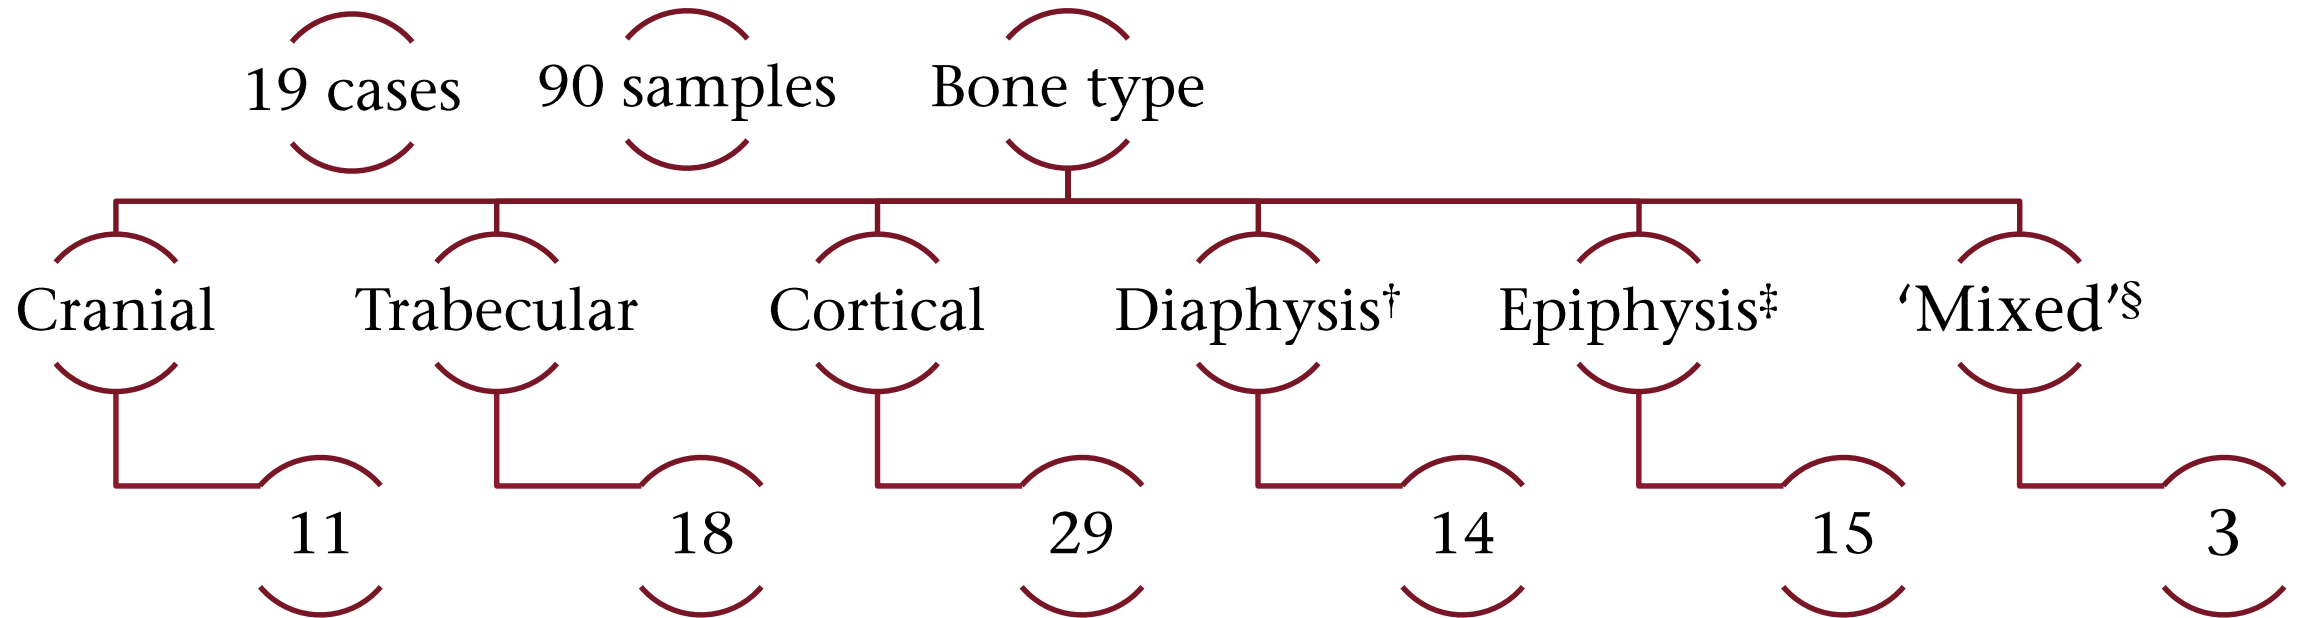 19 cases
90 samples
Bone type
Cranial
Trabecular
Cortical
Diaphysis†
Epiphysis‡
‘Mixed’§
11
18
29
14
15
3